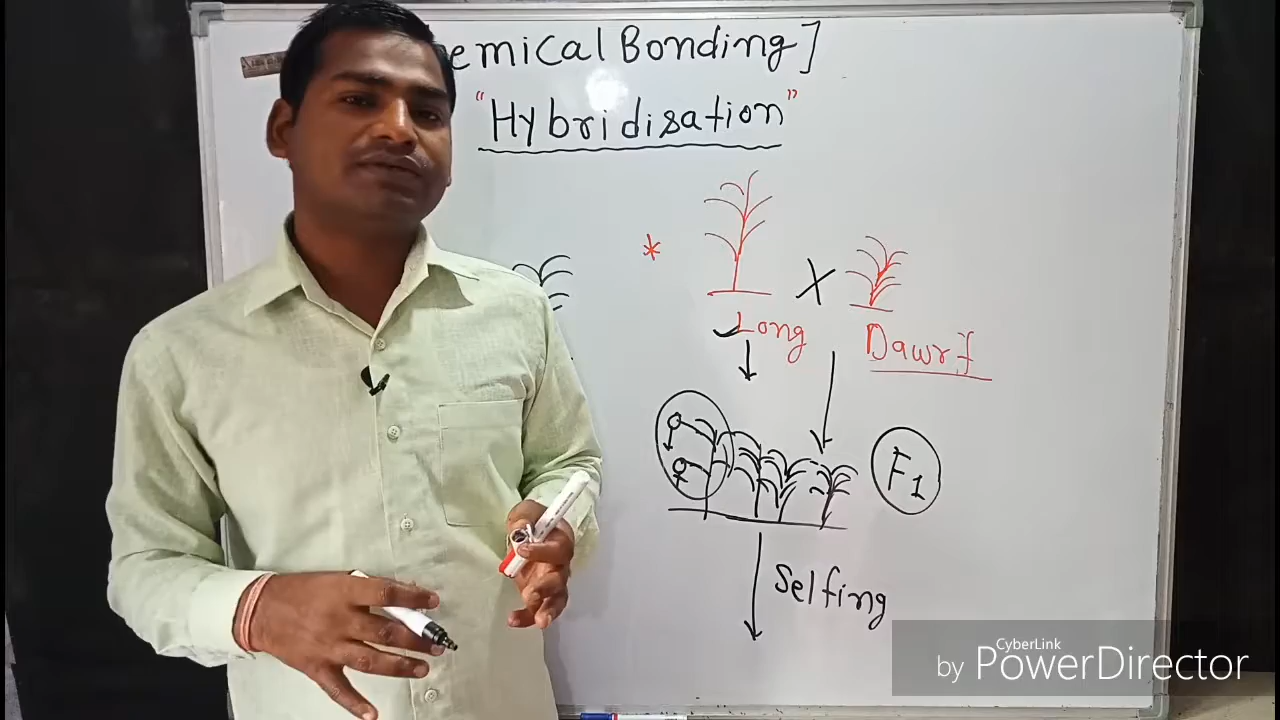 emical Bonding]
"Hybridisation"
*
X
Long
Dawrf
F1
Selfing
CyberLink
by PowerDirector